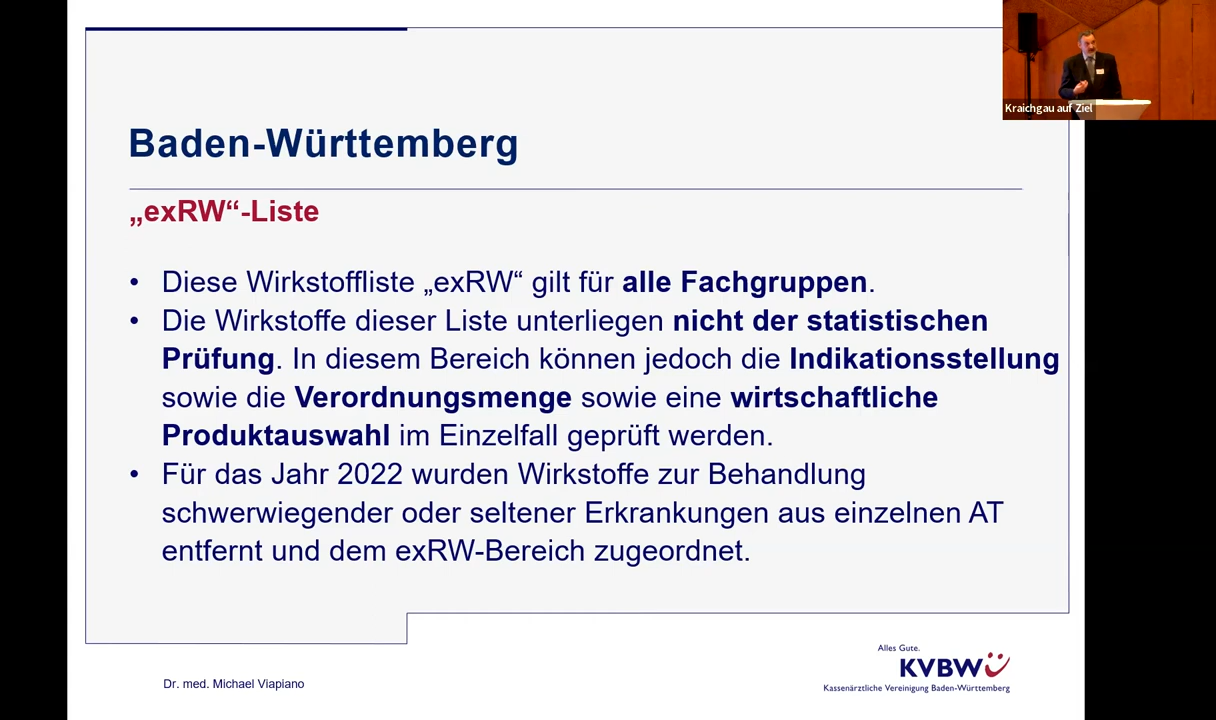 Kraichgau auf Ziel
Baden-Württemberg
„exRW“-Liste
• Diese Wirkstoffliste „exRW“ gilt für alle Fachgruppen.
• Die Wirkstoffe dieser Liste unterliegen nicht der statistischen
Prüfung. In diesem Bereich können jedoch die Indikationsstellung
sowie die Verordnungsmenge sowie eine wirtschaftliche
Produktauswahl im Einzelfall geprüft werden.
• Für das Jahr 2022 wurden Wirkstoffe zur Behandlung
schwerwiegender oder seltener Erkrankungen aus einzelnen AT
entfernt und dem exRW-Bereich zugeordnet.
Alles Gute.
KVBW
Kassenärztliche Vereinigung Baden-Württemberg
Dr. med. Michael Viapiano